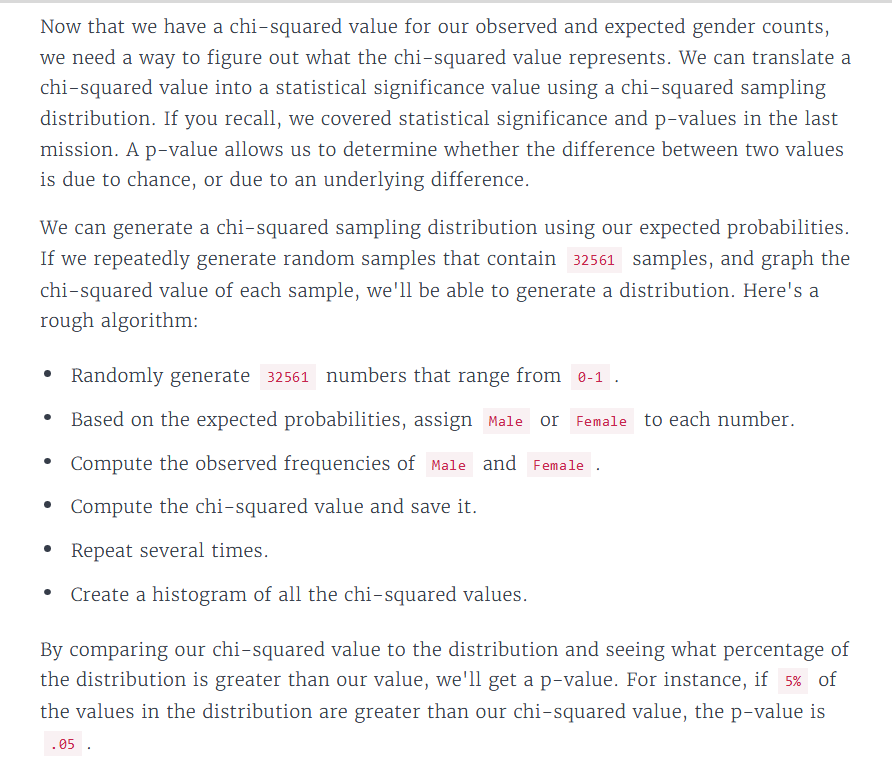 Now that we have a chi-squared value for our observed and expected gender counts,
we need a way to figure out what the chi-squared value represents. We can translate a
chi-squared value into a statistical significance value using a chi-squared sampling
distribution. If you recall, we covered statistical significance and p-values in the last
mission. A p-value allows us to determine whether the difference between two values
is due to chance, or due to an underlying difference.
We can generate a chi-squared sampling distribution using our expected probabilities.
If we repeatedly generate random samples that contain 32561 samples, and graph the
chi-squared value of each sample, we'll be able to generate a distribution. Here's a
rough algorithm:
• Randomly generate 32561 numbers that range from 0-1 .
• Based on the expected probabilities, assign Male or Female to each number.
• Compute the observed frequencies of Male and Female .
• Compute the chi-squared value and save it.
• Repeat several times.
• Create a histogram of all the chi-squared values.
By comparing our chi-squared value to the distribution and seeing what percentage of
the distribution is greater than our value, we'll get a p-value. For instance, if 5% of
the values in the distribution are greater than our chi-squared value, the p-value is
.05 .